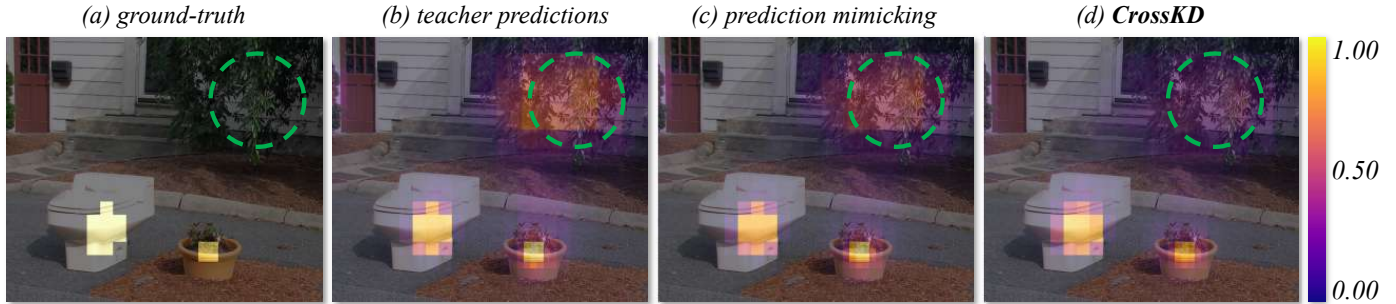 (a) ground-truth
(b) teacher predictions
(c) prediction mimicking
(d) CrossKD
1.00
0.50
0.00